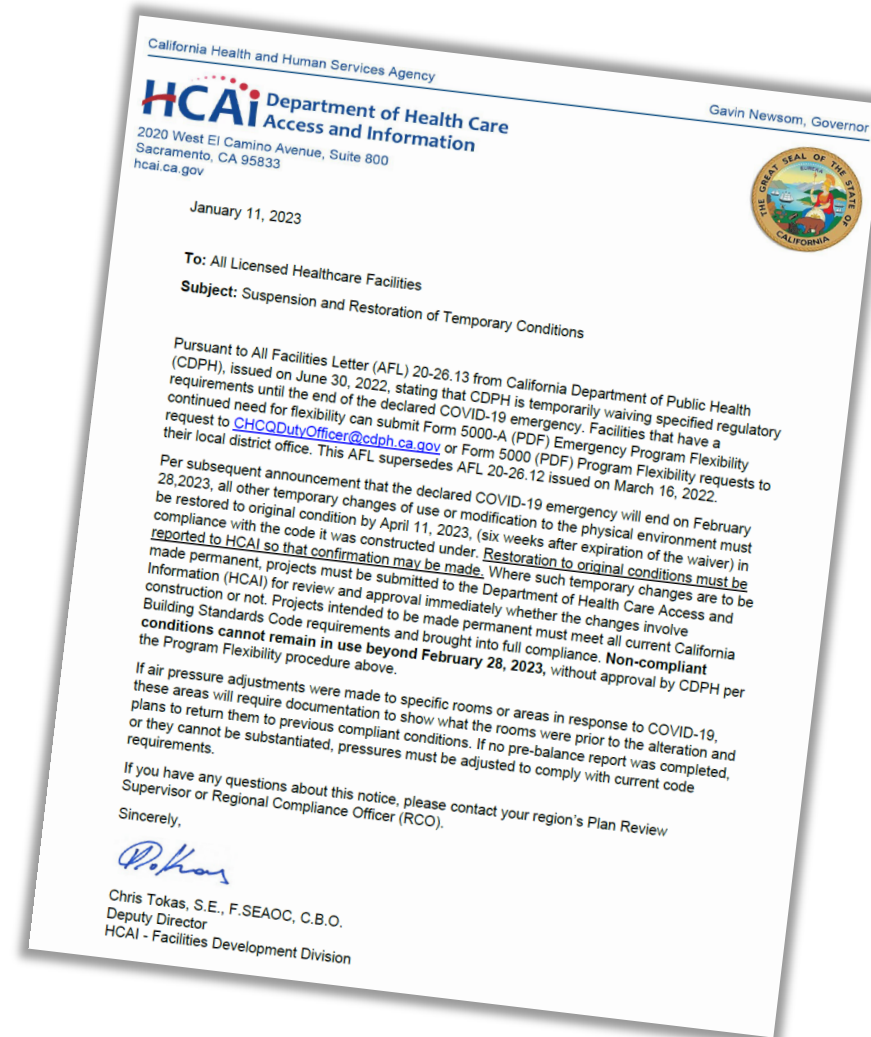 California Health and Human Services Agency
Gavin Newsom, Governor
HCAi Department of Health Care
Access and Information
2020 West El Camino Avenue, Suite 800
Sacramento, CA 95833
hcai.ca.gov
THE GREAT SEAL OF THE STATE OF CALIFORNIA
EUREKA
January 11, 2023
To: All Licensed Healthcare Facilities
Subject: Suspension and Restoration of Temporary Conditions
Pursuant to All Facilities Letter (AFL) 20-26.13 from California Department of Public Health
(CDPH), issued on June 30, 2022, stating that CDPH is temporarily waiving specified regulatory
requirements until the end of the declared COVID-19 emergency. Facilities that have a
continued need for flexibility can submit Form 5000-A (PDF) Emergency Program Flexibility
request to CHCQDutyOfficer@cdph.ca.gov or Form 5000 (PDF) Program Flexibility requests to
their local district office. This AFL supersedes AFL 20-26.12 issued on March 16, 2022.
Per subsequent announcement that the declared COVID-19 emergency will end on February
28,2023, all other temporary changes of use or modification to the physical environment must
be restored to original condition by April 11, 2023, (six weeks after expiration of the waiver) in
compliance with the code it was constructed under. Restoration to original conditions must be
reported to HCAI so that confirmation may be made. Where such temporary changes are to be
made permanent, projects must be submitted to the Department of Health Care Access and
Information (HCAI) for review and approval immediately whether the changes involve
construction or not. Projects intended to be made permanent must meet all current California
Building Standards Code requirements and brought into full compliance. Non-compliant
conditions cannot remain in use beyond February 28, 2023, without approval by CDPH per
the Program Flexibility procedure above.
If air pressure adjustments were made to specific rooms or areas in response to COVID-19,
these areas will require documentation to show what the rooms were prior to the alteration and
plans to return them to previous compliant conditions. If no pre-balance report was completed,
or they cannot be substantiated, pressures must be adjusted to comply with current code
requirements.
If you have any questions about this notice, please contact your region's Plan Review
Supervisor or Regional Compliance Officer (RCO).
Sincerely,
Chris Tokas, S.E., F.SEAOC, C.B.O.
Deputy Director
HCAI - Facilities Development Division